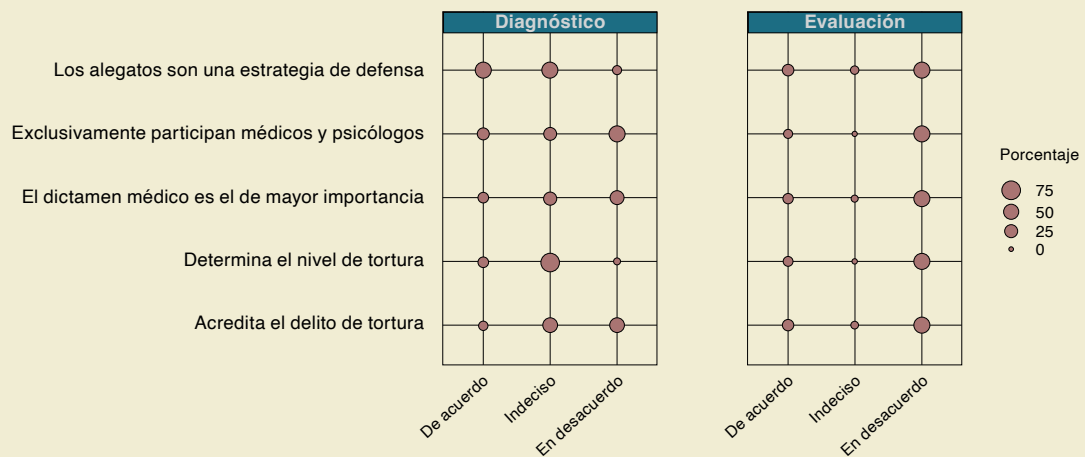 Diagnóstico
Evaluación
Los alegatos son una estrategia de defensa
Exclusivamente participan médicos y psicólogos
El dictamen médico es el de mayor importancia
Determina el nivel de tortura
Acredita el delito de tortura
De acuerdo
Indeciso
En desacuerdo
De acuerdo
Indeciso
En desacuerdo
Porcentaje
75
50
25
0